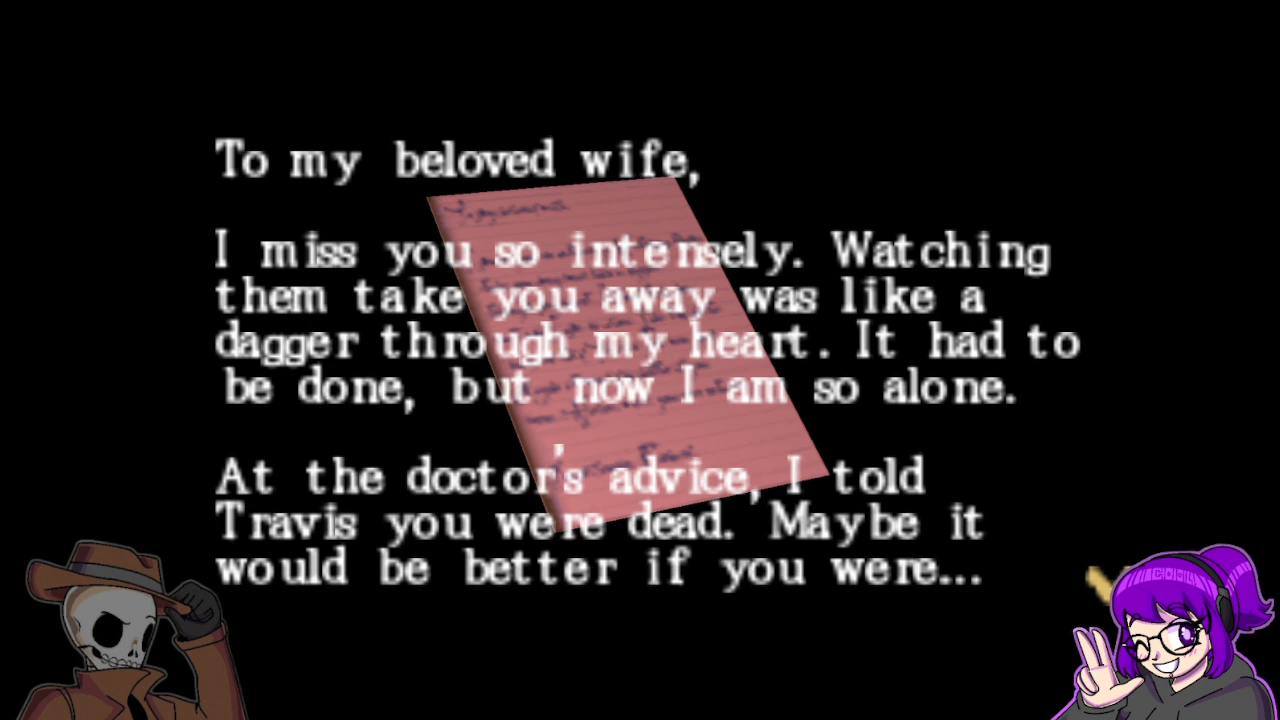 To my beloved wife,
I miss you so intensely. Watching
them take you away was like a
dagger through my heart. It had to
be done, but now I am so alone.
At the doctor's advice, I told
Travis you were dead. Maybe it
would be better if you were...